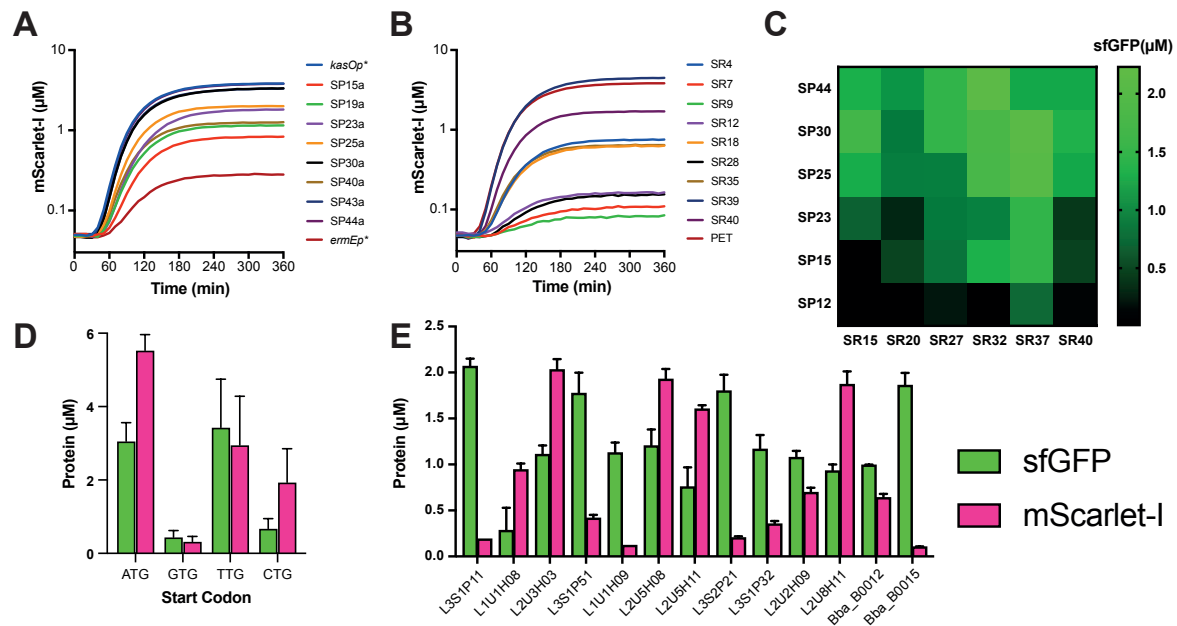 A
10
1
0.1
mScarlet-I (µM)
0
60
120
180
240
300
360
Time (min)
kasOp*
SP15a
SP19a
SP23a
SP25a
SP30a
SP40a
SP43a
SP44a
ermEp*
B
10
1
0.1
mScarlet-I (µM)
0
60
120
180
240
300
360
Time (min)
SR4
SR7
SR9
SR12
SR18
SR28
SR35
SR39
SR40
PET
C
sfGFP(µM)
SP44
SP30
SP25
SP23
SP15
SP12
SR15
SR20
SR27
SR32
SR37
SR40
2.0
1.5
1.0
0.5
D
6
4
2
0
Protein (µM)
ATG
GTG
TTG
CTG
Start Codon
E
2.5
2.0
1.5
1.0
0.5
0.0
Protein (µM)
L3S1P11
L1U1H08
L2U3H03
L3S1P51
L1U1H09
L2U5H08
L2U5H11
L3S2P21
L3S1P32
L2U2H09
L2U8H11
Bba_B0012
Bba_B0015
sfGFP
mScarlet-I